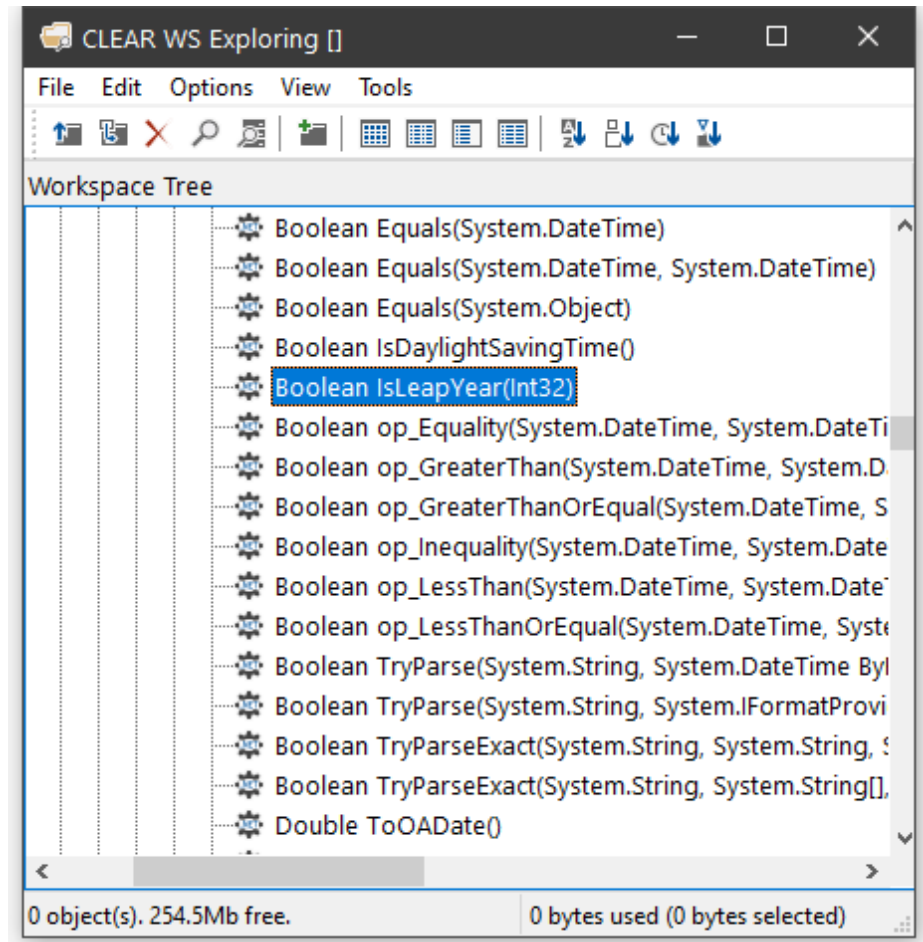 CLEAR WS Exploring []
File Edit Options View Tools
Workspace Tree
Boolean Equals(System.DateTime)
Boolean Equals(System.DateTime, System.DateTime)
Boolean Equals(System.Object)
Boolean IsDaylightSavingTime()
Boolean IsLeapYear(Int32)
Boolean op_Equality(System.DateTime, System.DateTi
Boolean op_GreaterThan(System.DateTime, System.D
Boolean op_GreaterThanOrEqual(System.DateTime, S
Boolean op_Inequality(System.DateTime, System.Date
Boolean op_LessThan(System.DateTime, System.Date
Boolean op_LessThanOrEqual(System.DateTime, Syste
Boolean TryParse(System.String, System.DateTime By
Boolean TryParse(System.String, System.IFormatProvi
Boolean TryParseExact(System.String, System.String,
Boolean TryParseExact(System.String, System.String[],
Double ToOADate()
0 object(s). 254.5Mb free. 0 bytes used (0 bytes selected)